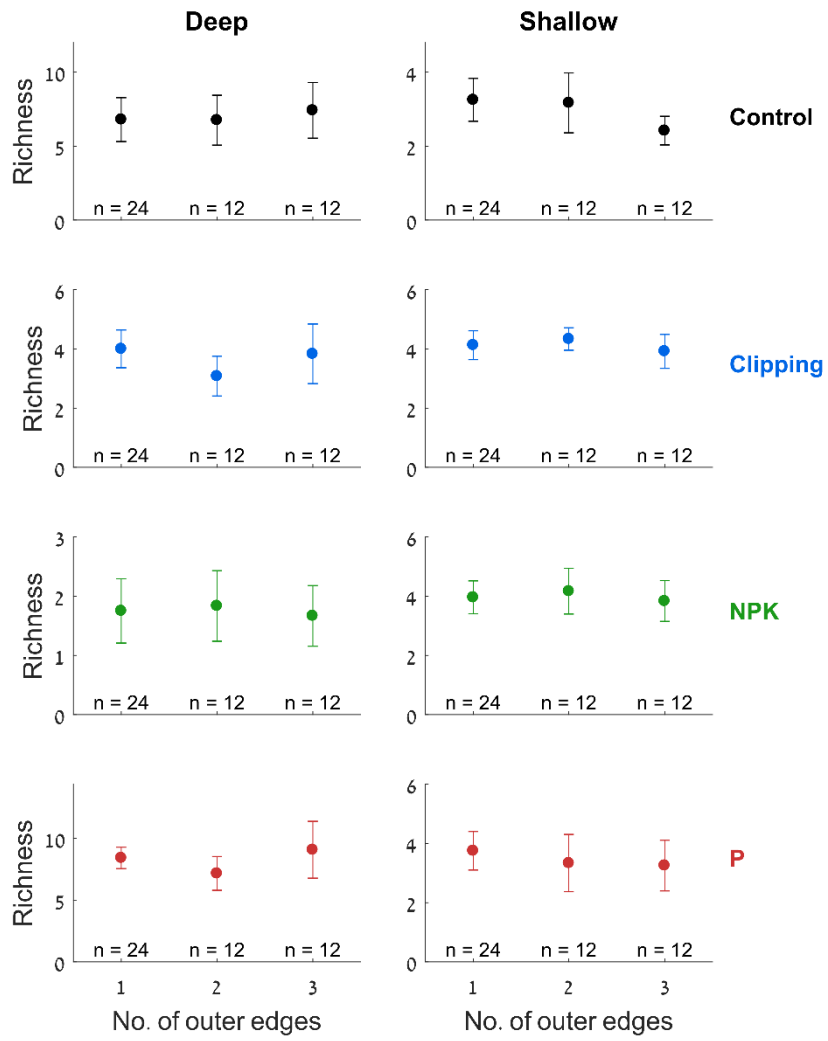 Deep Shallow
Richness 10 5 0 n = 24 n = 12 n = 12 4 2 0 n = 24 n = 12 n = 12 Control
Richness 6 4 2 0 n = 24 n = 12 n = 12 6 4 2 0 n = 24 n = 12 n = 12 Clipping
Richness 3 2 1 0 n = 24 n = 12 n = 12 6 4 2 0 n = 24 n = 12 n = 12 NPK
Richness 10 5 0 n = 24 n = 12 n = 12 6 4 2 0 n = 24 n = 12 n = 12 P
1 2 3 1 2 3
No. of outer edges No. of outer edges